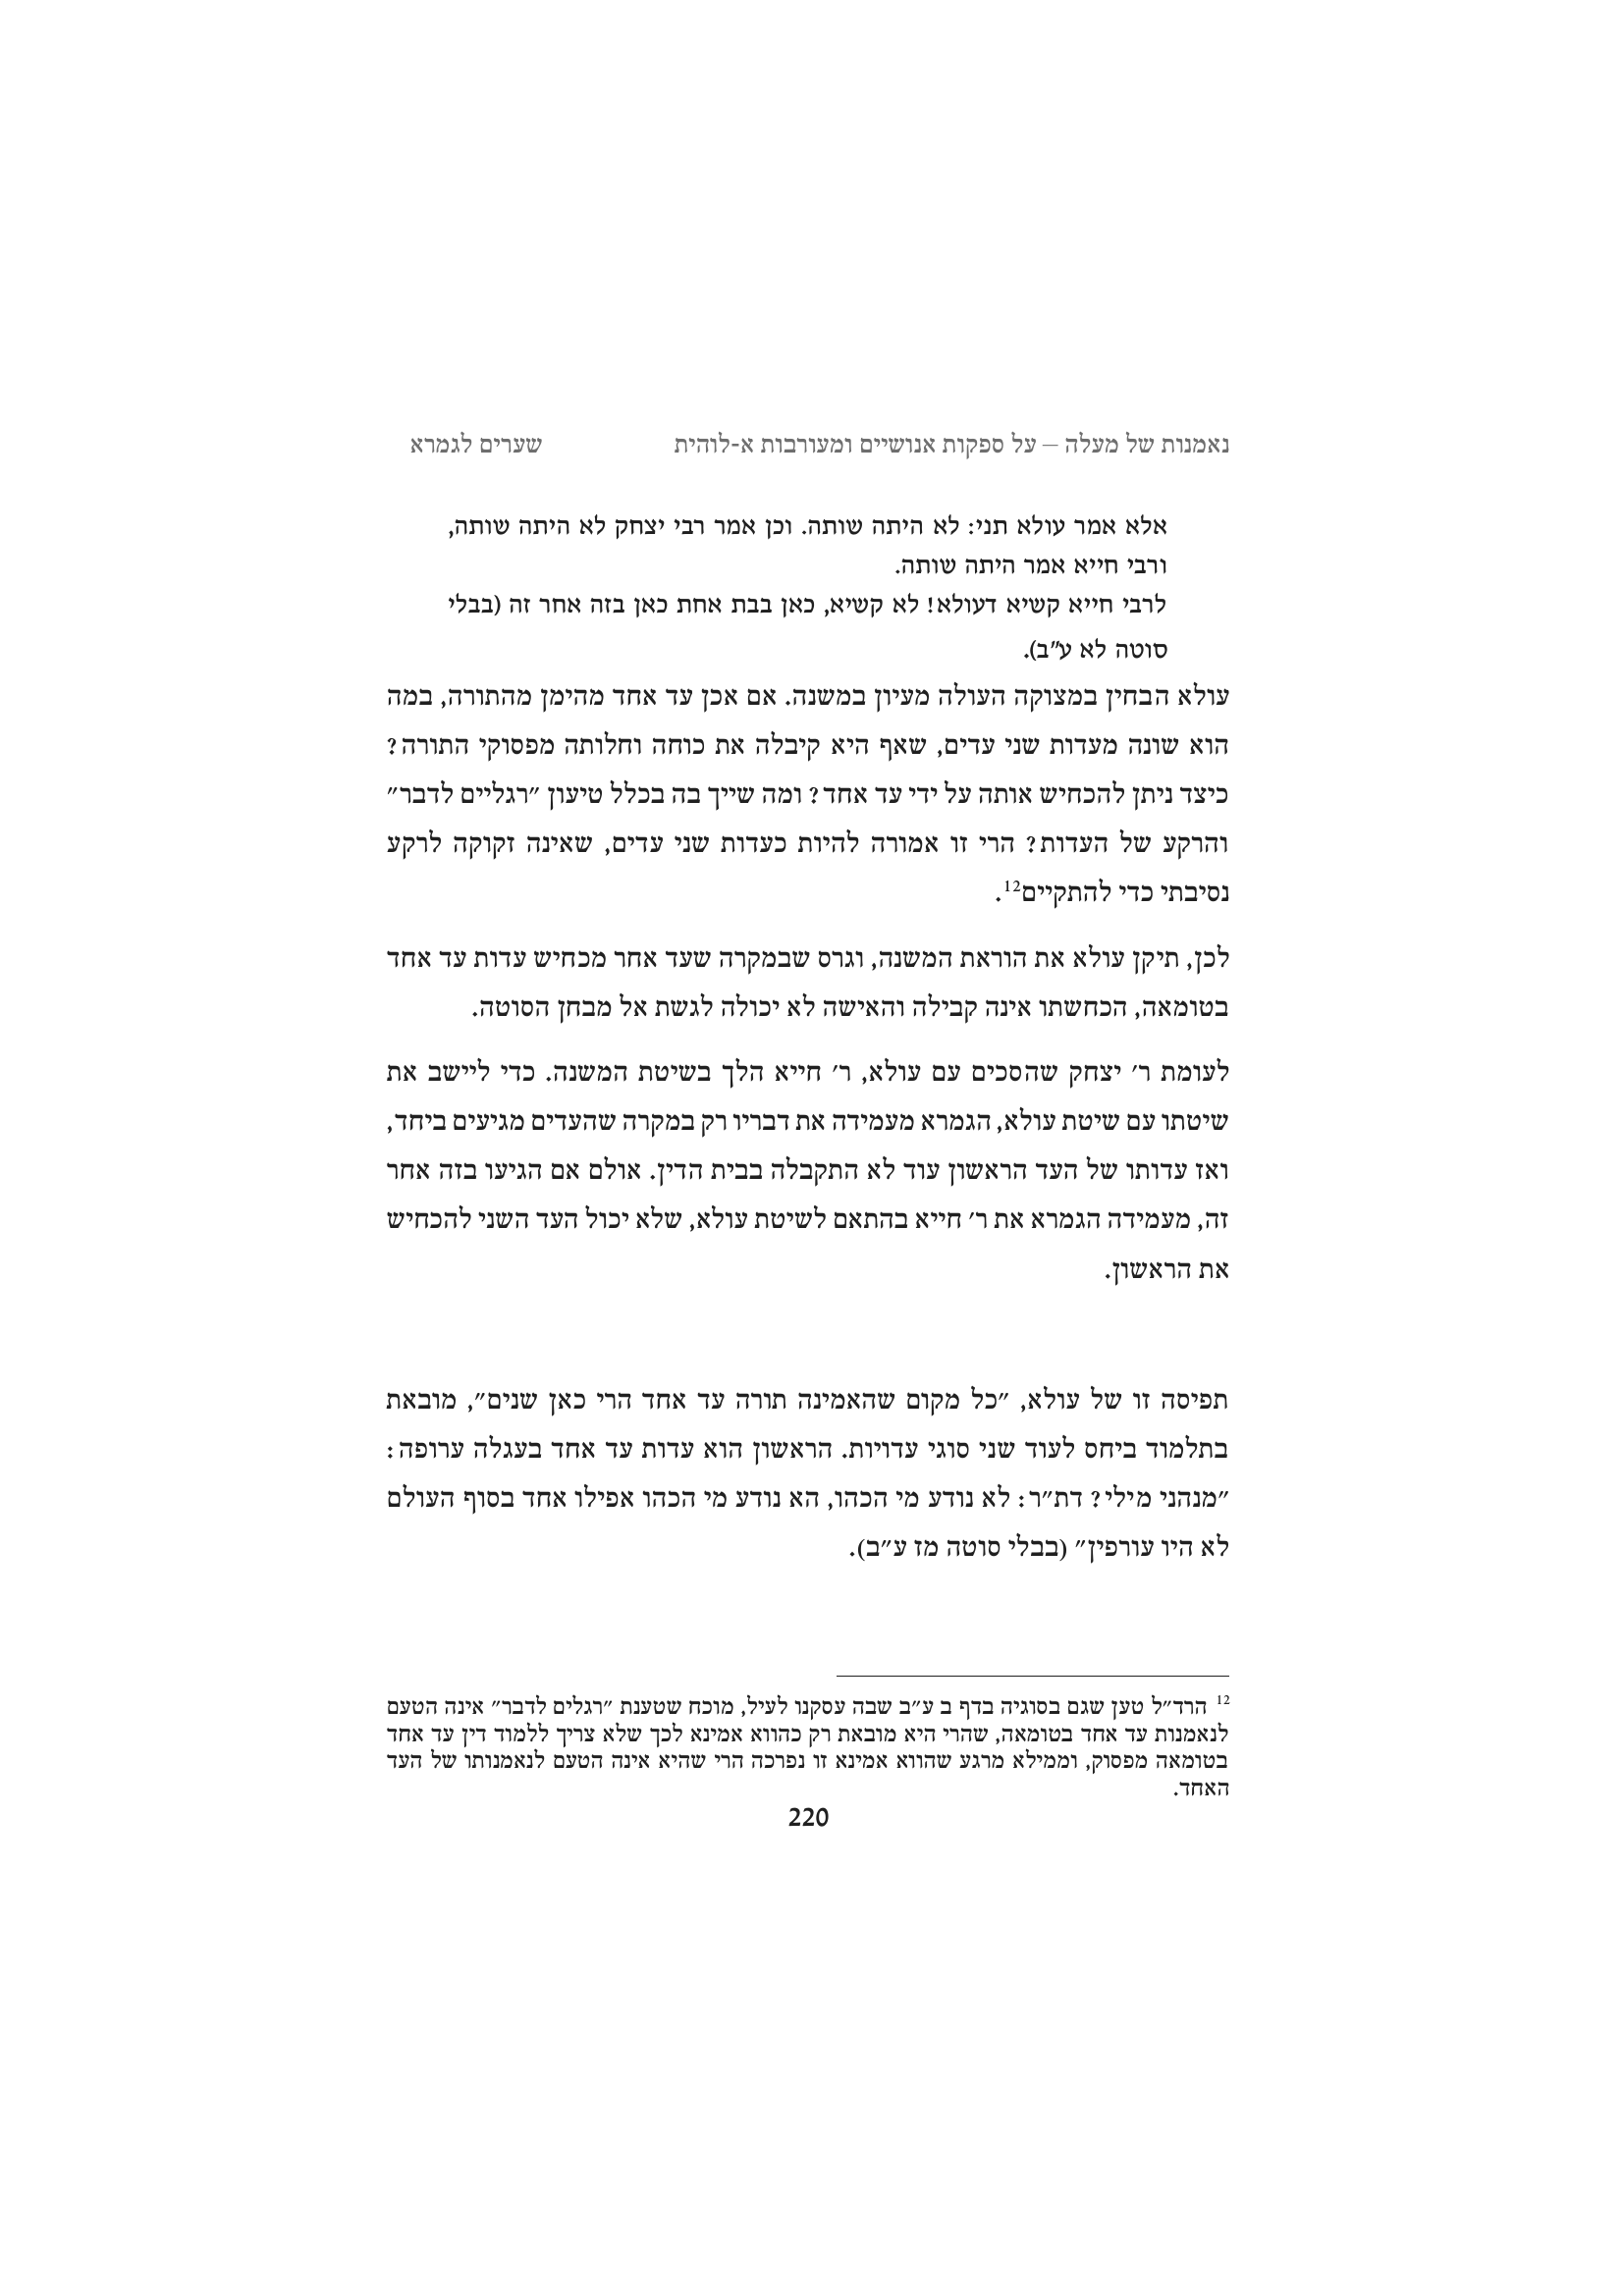 נאמנות של מעלה – על ספקות אנושיים ומעורבות א-לוהית שערים לגמרא
אלא אמר עולא תני: לא היתה שותה. וכן אמר רבי יצחק לא היתה שותה,
ורבי חייא אמר היתה שותה.
לרבי חייא קשיא דעולא! לא קשיא, כאן בבת אחת כאן בזה אחר זה (בבלי
סוטה לא ע"ב).
עולא הבחין במצוקה העולה מעיון במשנה. אם אכן עד אחד מהימן מהתורה, במה
הוא שונה מעדות שני עדים, שאף היא קיבלה את כוחה וחלותה מפסוקי התורה?
כיצד ניתן להכחיש אותה על ידי עד אחד? ומה שייך בה בכלל טיעון ״רגליים לדבר״
והרקע של העדות? הרי זו אמורה להיות כעדות שני עדים, שאינה זקוקה לרקע
נסיבתי כדי להתקיים¹².
לכן, תיקן עולא את הוראת המשנה, וגרס שבמקרה שעד אחר מכחיש עדות עד אחד
בטומאה, הכחשתו אינה קבילה והאישה לא יכולה לגשת אל מבחן הסוטה.
לעומת ר׳ יצחק שהסכים עם עולא, ר׳ חייא הלך בשיטת המשנה. כדי ליישב את
שיטתו עם שיטת עולא, הגמרא מעמידה את דבריו רק במקרה שהעדים מגיעים ביחד,
ואז עדותו של העד הראשון עוד לא התקבלה בבית הדין. אולם אם הגיעו בזה אחר
זה, מעמידה הגמרא את ר׳ חייא בהתאם לשיטת עולא, שלא יכול העד השני להכחיש
את הראשון.
תפיסה זו של עולא, ״כל מקום שהאמינה תורה עד אחד הרי כאן שנים״, מובאת
בתלמוד ביחס לעוד שני סוגי עדויות. הראשון הוא עדות עד אחד בעגלה ערופה:
״מנהני מילי? דת״ר: לא נודע מי הכהו, הא נודע מי הכהו אפילו אחד בסוף העולם
לא היו עורפין״ (בבלי סוטה מז ע״ב).
¹² הרד״ל טען שגם בסוגיה בדף ב ע״ב שבה עסקנו לעיל, מוכח שטענת ״רגלים לדבר״ אינה הטעם
לנאמנות עד אחד בטומאה, שהרי היא מובאת רק כהווא אמינא לכך שלא צריך ללמוד דין עד אחד
בטומאה מפסוק, וממילא מרגע שהווא אמינא זו נפרכה הרי שהיא אינה הטעם לנאמנותו של העד
האחד.
220